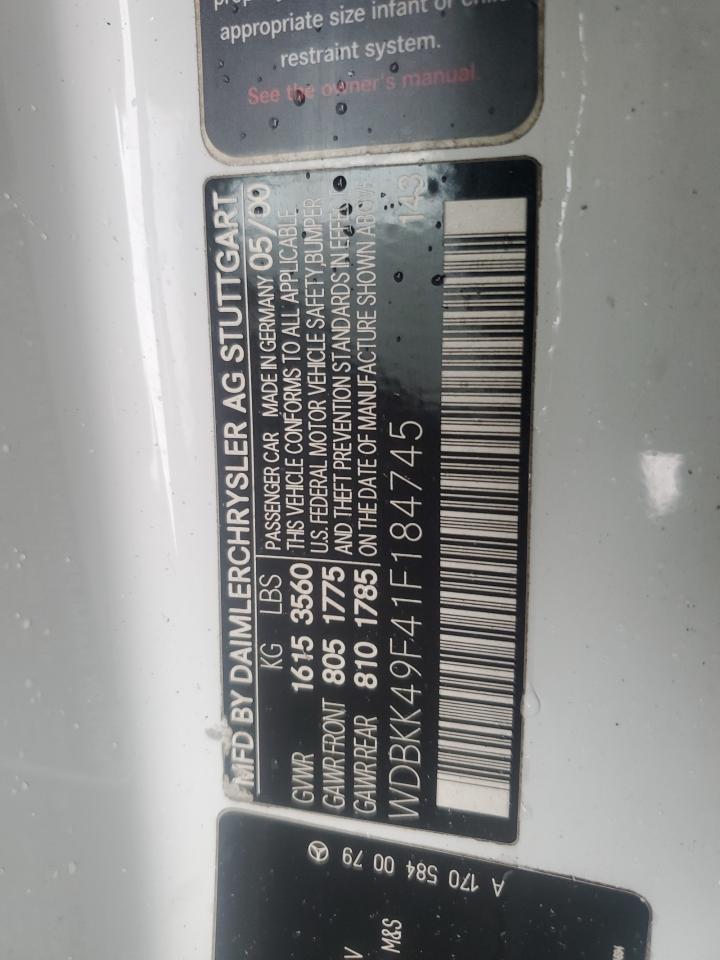 appropriate size infant or child
restraint system.
See the owner's manual.
MFD BY DAIMLERCHRYSLER AG STUTTGART
KG LBS PASSENGER CAR MADE IN GERMANY 05/00
GVWR 1615 3560 THIS VEHICLE CONFORMS TO ALL APPLICABLE
U.S. FEDERAL MOTOR VEHICLE SAFETY, BUMPER
GAWR FRONT 805 1775 AND THEFT PREVENTION STANDARDS IN EFFECT
GAWR REAR 810 1785 ON THE DATE OF MANUFACTURE SHOWN ABOVE
WDBKK49F41F184745 143
A 170 584 00 79
M&S